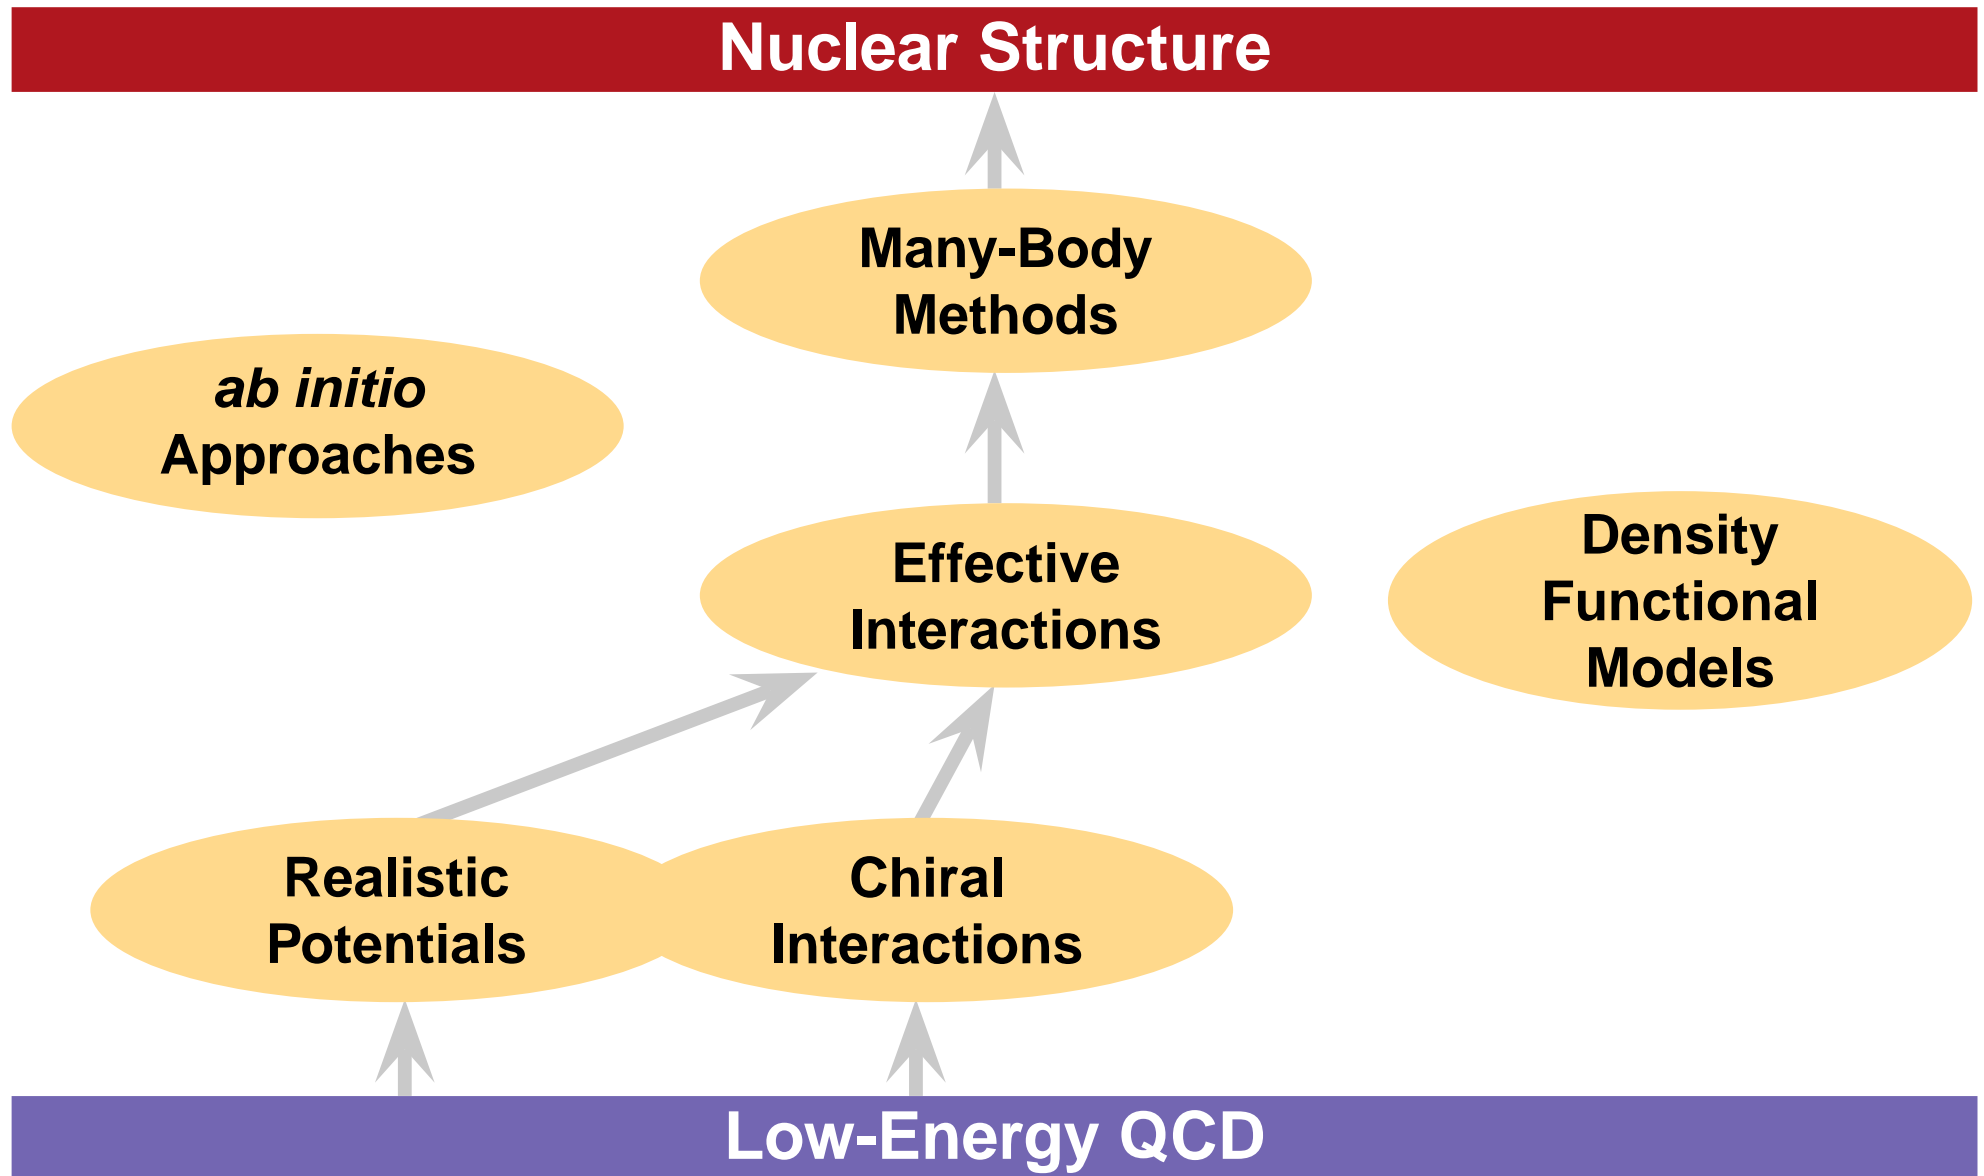 Nuclear Structure
Many-Body
Methods
ab initio
Approaches
Effective
Interactions
Density
Functional
Models
Realistic
Potentials
Chiral
Interactions
Low-Energy QCD